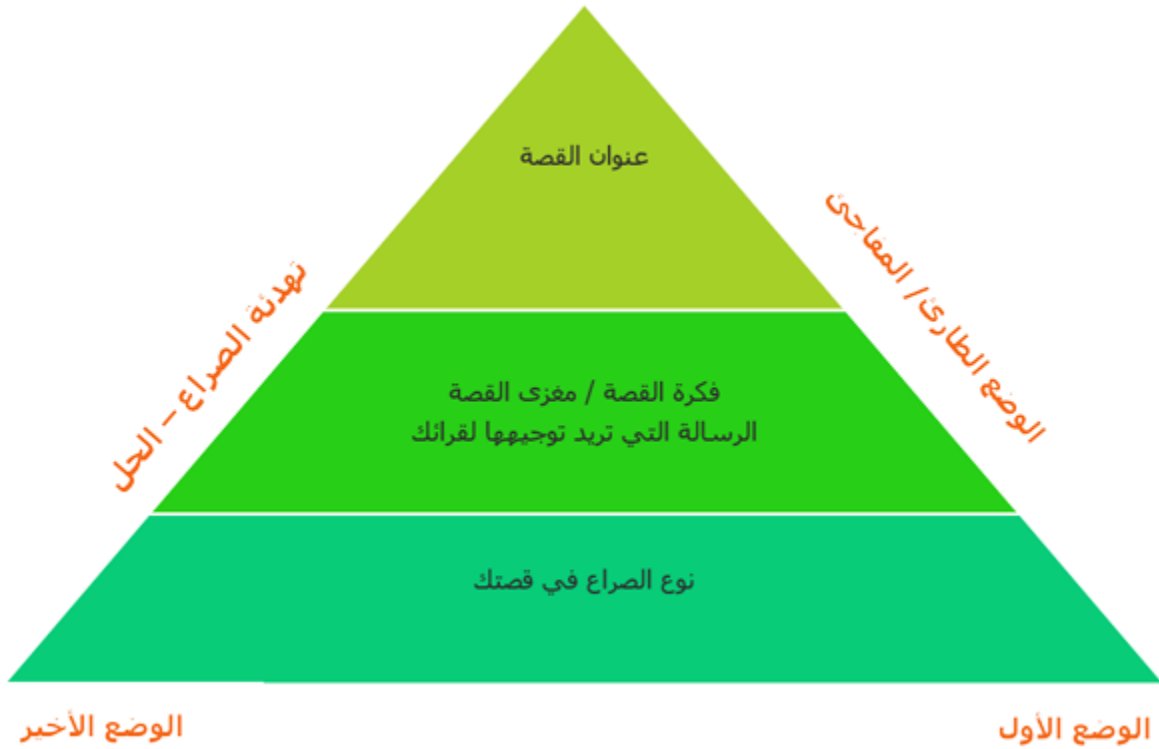 عنوان القصة
الوضع الطارئ/ المفاجئ
تهدئة الصراع – الحل
فكرة القصة / مغزى القصة
الرسالة التي تريد توجيهها لقرائك
نوع الصراع في قصتك
الوضع الأول
الوضع الأخير